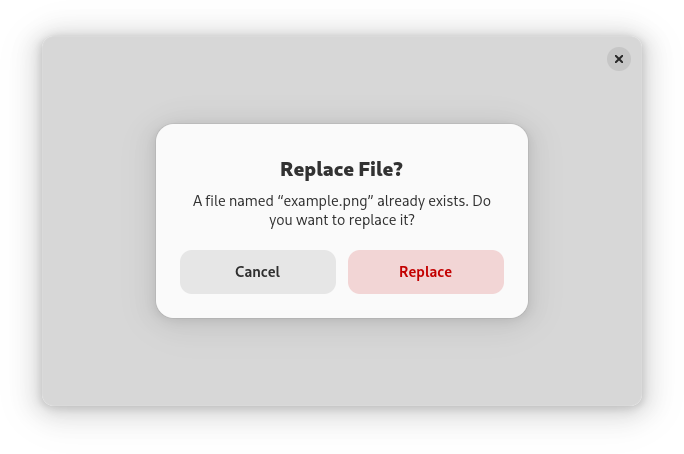 Replace File?
A file named “example.png” already exists. Do
you want to replace it?
Cancel
Replace